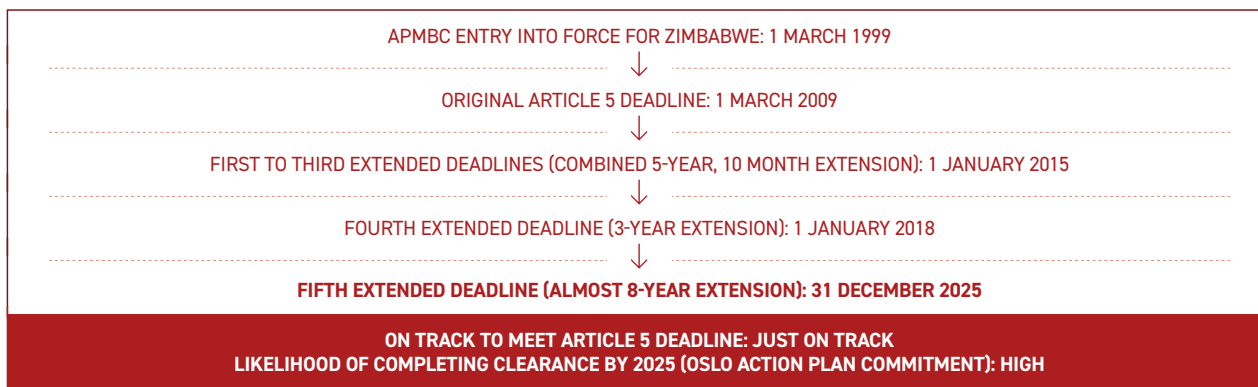 APMBC ENTRY INTO FORCE FOR ZIMBABWE: 1 MARCH 1999
ORIGINAL ARTICLE 5 DEADLINE: 1 MARCH 2009
FIRST TO THIRD EXTENDED DEADLINES (COMBINED 5-YEAR, 10 MONTH EXTENSION): 1 JANUARY 2015
FOURTH EXTENDED DEADLINE (3-YEAR EXTENSION): 1 JANUARY 2018
FIFTH EXTENDED DEADLINE (ALMOST 8-YEAR EXTENSION): 31 DECEMBER 2025
ON TRACK TO MEET ARTICLE 5 DEADLINE: JUST ON TRACK
LIKELIHOOD OF COMPLETING CLEARANCE BY 2025 (OSLO ACTION PLAN COMMITMENT): HIGH